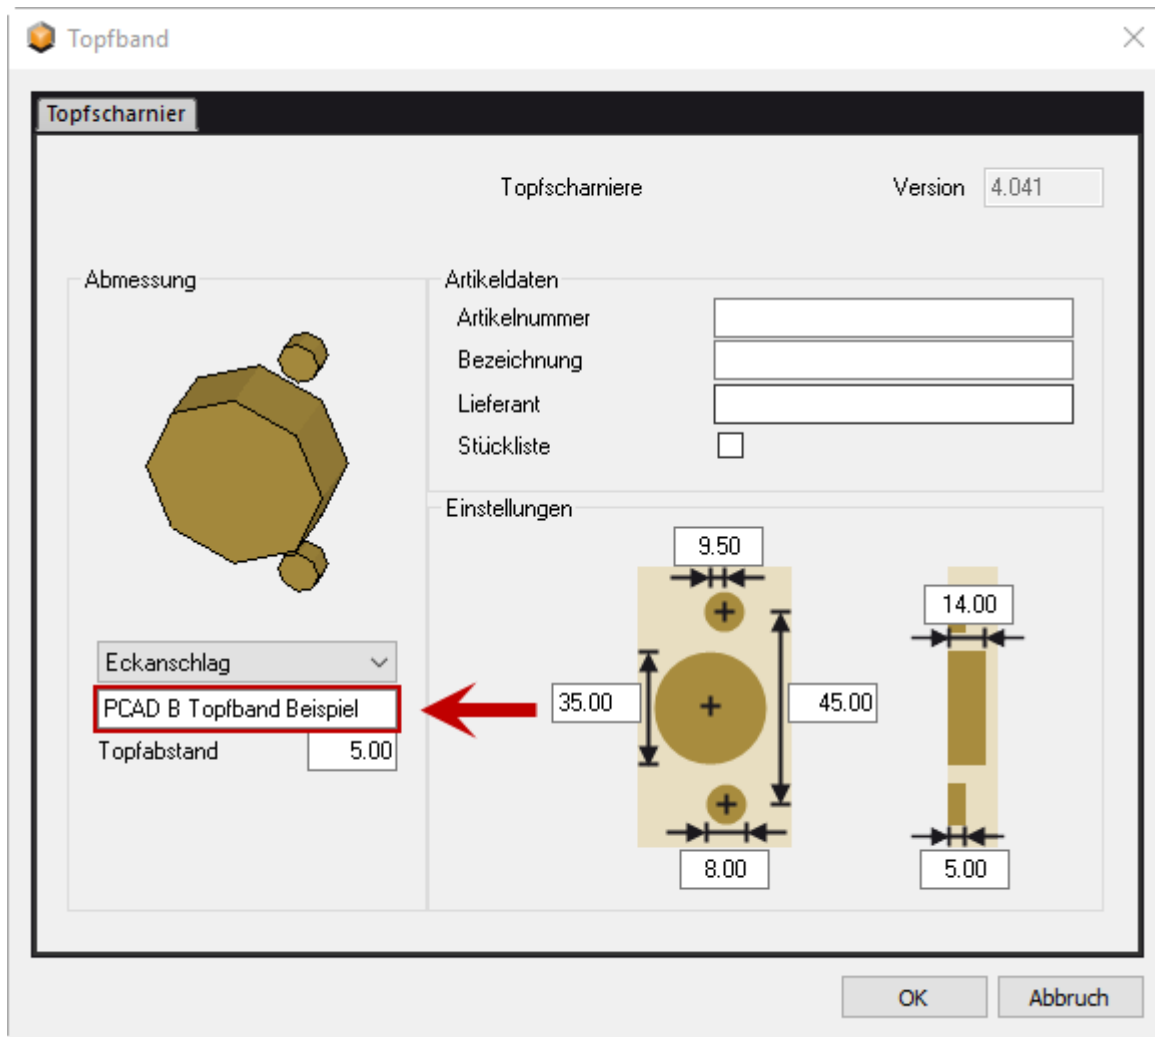 Topfband
Topfscharnier
Topfscharniere
Version 4.041
Abmessung
Eckanschlag
PCAD B Topfband Beispiel
Topfabstand 5.00
Artikeldaten
Artikelnummer
Bezeichnung
Lieferant
Stückliste
Einstellungen
9.50
14.00
35.00
45.00
8.00
5.00
OK
Abbruch